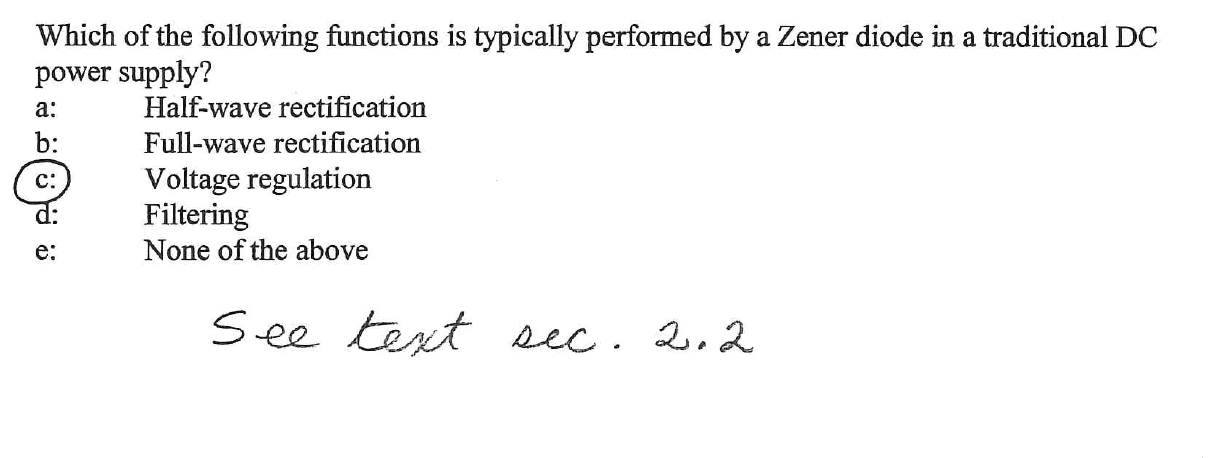 Which of the following functions is typically performed by a Zener diode in a traditional DC
power supply?
a: Half-wave rectification
b: Full-wave rectification
c: Voltage regulation
d: Filtering
e: None of the above
See text sec. 2.2